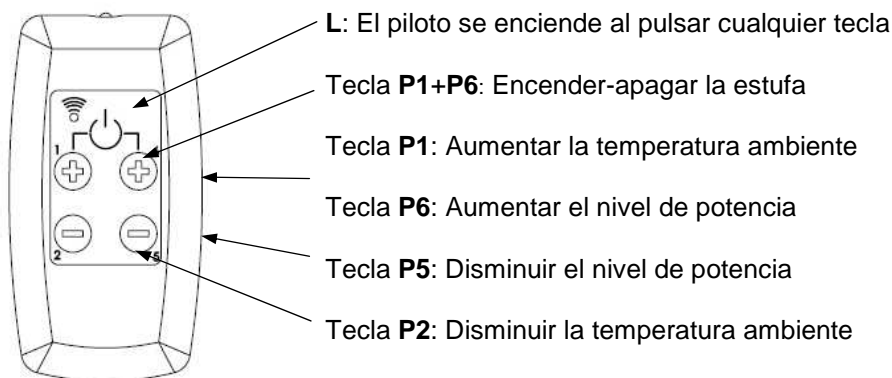 L: El piloto se enciende al pulsar cualquier tecla
Tecla P1+P6: Encender-apagar la estufa
1
Tecla P1: Aumentar la temperatura ambiente
Tecla P6: Aumentar el nivel de potencia
2
5
Tecla P5: Disminuir el nivel de potencia
Tecla P2: Disminuir la temperatura ambiente